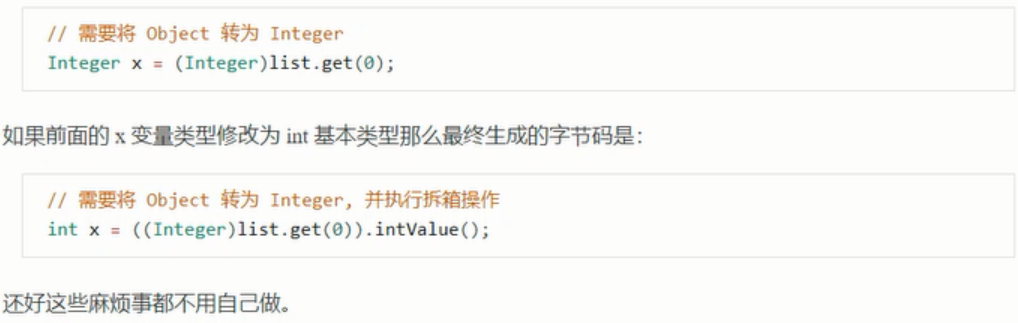 // 需要将 Object 转为 Integer
Integer x = (Integer)list.get(0);
如果前面的 x 变量类型修改为 int 基本类型那么最终生成的字节码是:
// 需要将 Object 转为 Integer, 并执行拆箱操作
int x = ((Integer)list.get(0)).intValue();
还好这些麻烦事都不用自己做。